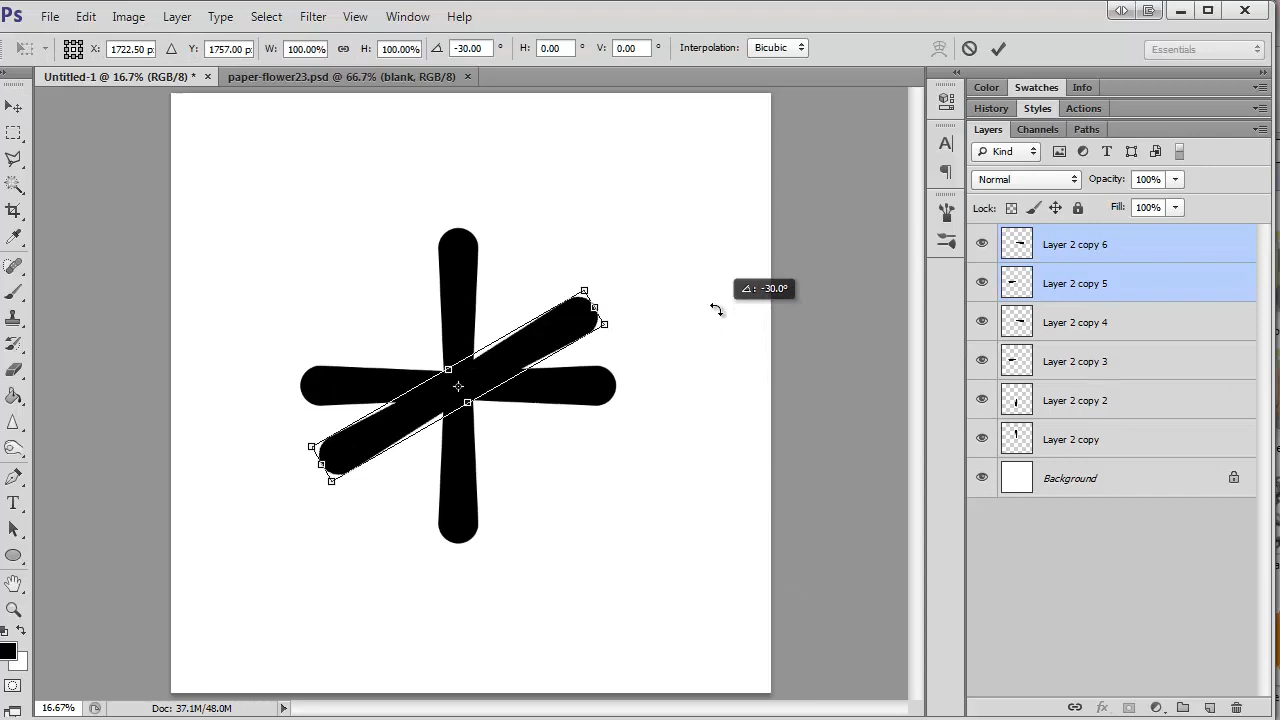 Ps File Edit Image Layer Type Select Filter View Window Help
X: 1722.50 p: Y: 1757.00 p: W: 100.00% H: 100.00% -30.00 ° H: 0.00 ° V: 0.00 ° Interpolation: Bicubic Essentials
Untitled-1 @ 16.7% (RGB/8) * × paper-flower23.psd @ 66.7% (blank, RGB/8) ×
Color Swatches Info
History Styles Actions
Layers Channels Paths
Kind
Normal Opacity: 100%
Lock: Fill: 100%
Layer 2 copy 6
Layer 2 copy 5
: -30.0°
Layer 2 copy 4
Layer 2 copy 3
Layer 2 copy 2
Layer 2 copy
Background
16.67% Doc: 37.1M/48.0M